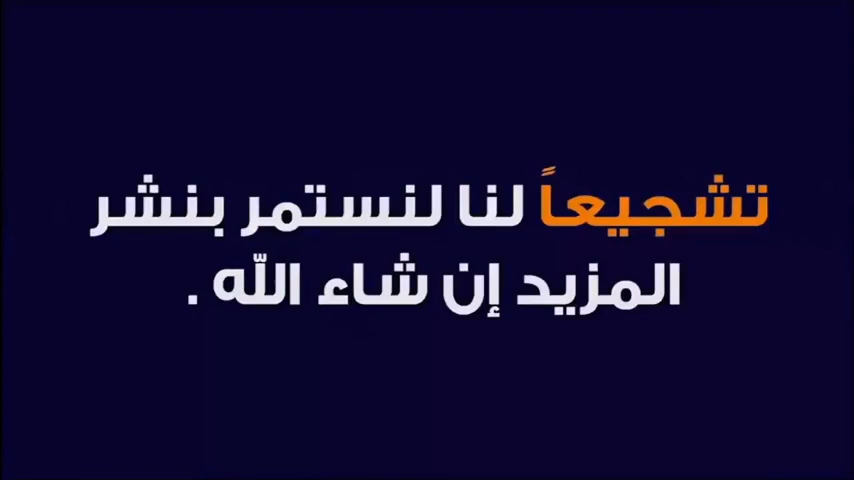 تشجيعاً لنا لنستمر بنشر
المزيد إن شاء الله .